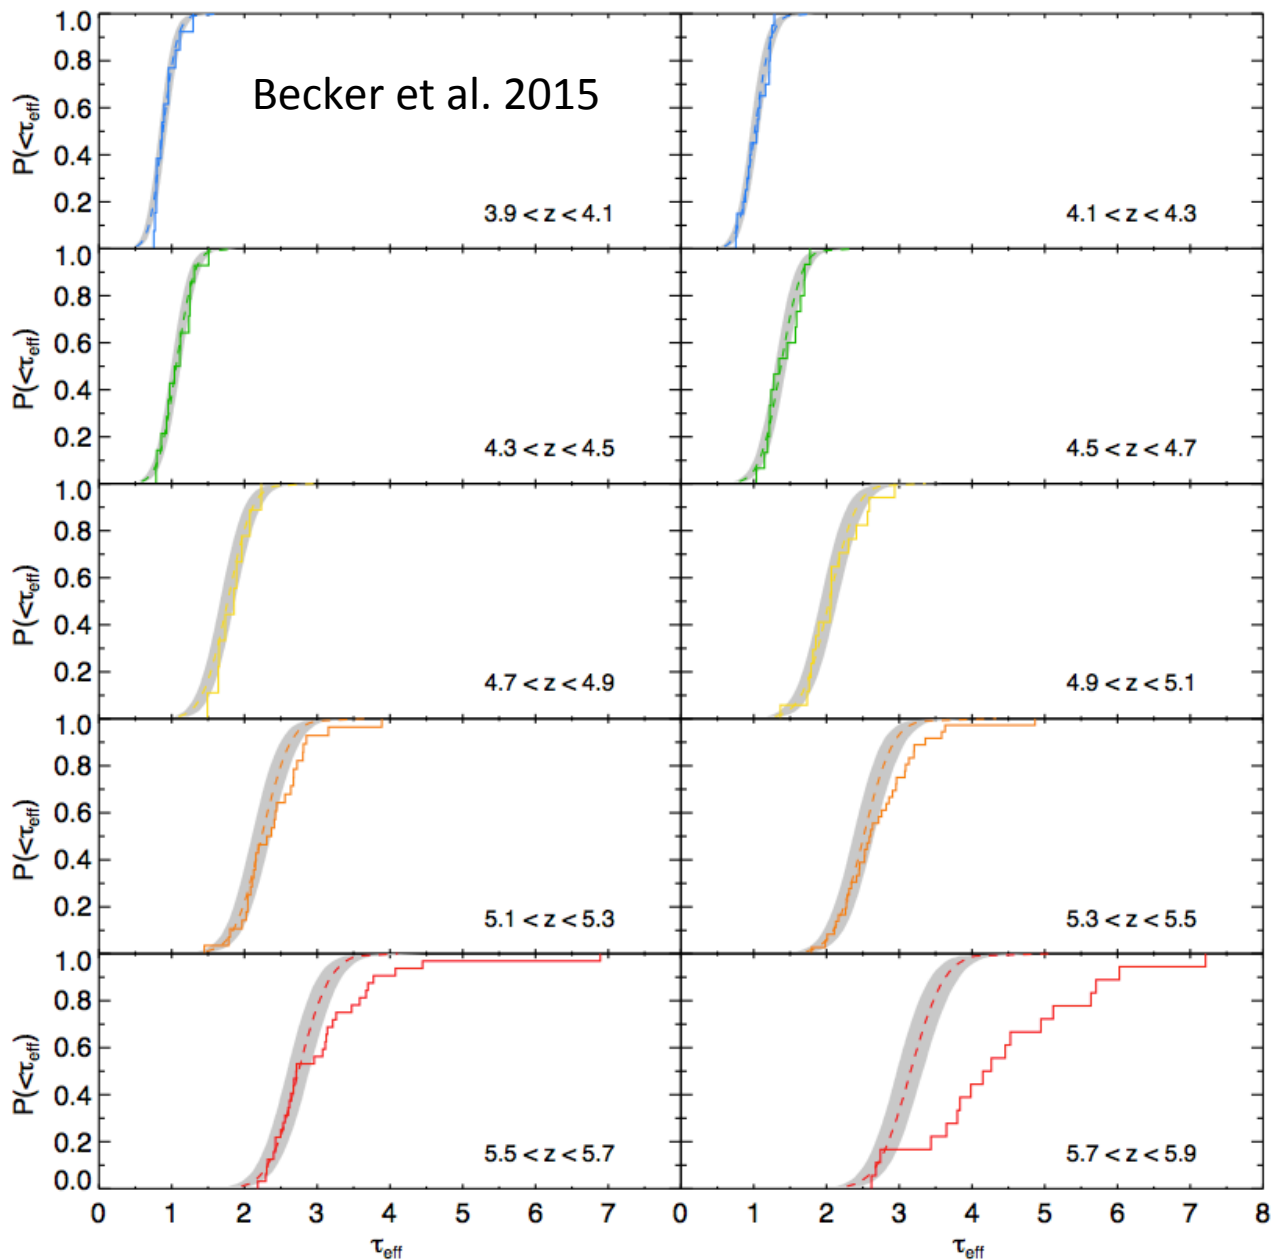 Becker et al. 2015
P(<τeff)
1.0
0.8
0.6
0.4
0.2
3.9 < z < 4.1
4.1 < z < 4.3
P(<τeff)
1.0
0.8
0.6
0.4
0.2
4.3 < z < 4.5
4.5 < z < 4.7
P(<τeff)
1.0
0.8
0.6
0.4
0.2
4.7 < z < 4.9
4.9 < z < 5.1
P(<τeff)
1.0
0.8
0.6
0.4
0.2
5.1 < z < 5.3
5.3 < z < 5.5
P(<τeff)
1.0
0.8
0.6
0.4
0.2
0.0
5.5 < z < 5.7
5.7 < z < 5.9
0 1 2 3 4 5 6 7 0 1 2 3 4 5 6 7 8
τeff τeff